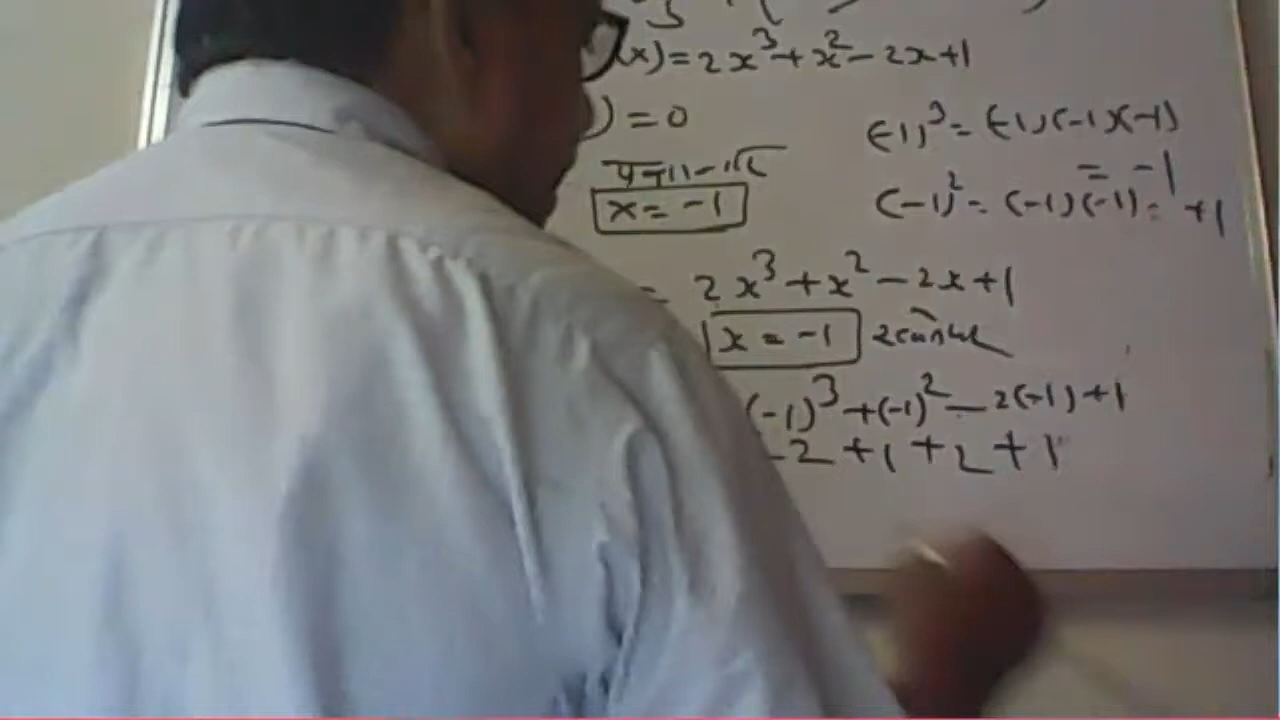 (x) = 2x³ + x² - 2x + 1
) = 0
x = -1
(-1)³ = (-1)(-1)(-1)
= -1
(-1)² = (-1)(-1) = +1
= 2x³ + x² - 2x + 1
x = -1
(-1)³ + (-1)² - 2(-1) + 1
-2 + 1 + 2 + 1